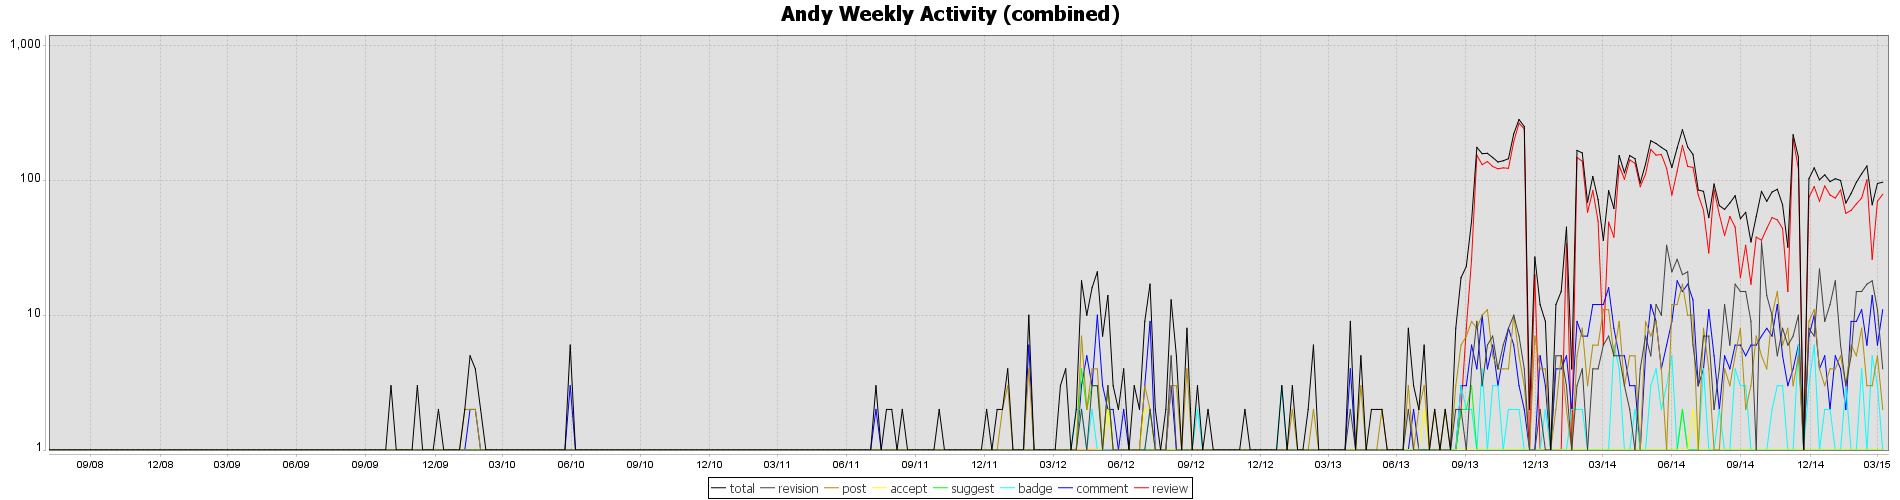 Andy Weekly Activity (combined)
1,000
100
10
1
09/08 12/08 03/09 06/09 09/09 12/09 03/10 06/10 09/10 12/10 03/11 06/11 09/11 12/11 03/12 06/12 09/12 12/12 03/13 06/13 09/13 12/13 03/14 06/14 09/14 12/14 03/15
total revision post accept suggest badge comment review